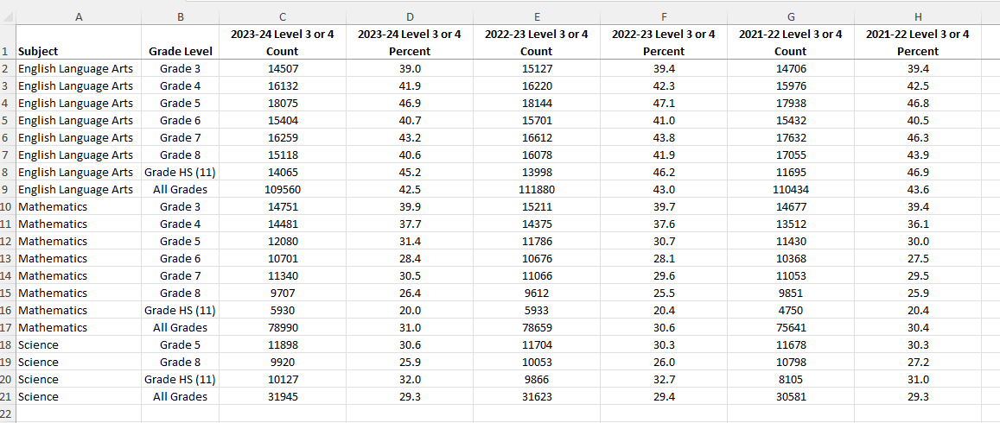 A B C D E F G H
1 Subject Grade Level 2023-24 Level 3 or 4 Count 2023-24 Level 3 or 4 Percent 2022-23 Level 3 or 4 Count 2022-23 Level 3 or 4 Percent 2021-22 Level 3 or 4 Count 2021-22 Level 3 or 4 Percent
2 English Language Arts Grade 3 14507 39.0 15127 39.4 14706 39.4
3 English Language Arts Grade 4 16132 41.9 16220 42.3 15976 42.5
4 English Language Arts Grade 5 18075 46.9 18144 47.1 17938 46.8
5 English Language Arts Grade 6 15404 40.7 15701 41.0 15432 40.5
6 English Language Arts Grade 7 16259 43.2 16612 43.8 17632 46.3
7 English Language Arts Grade 8 15118 40.6 16078 41.9 17055 43.9
8 English Language Arts Grade HS (11) 14065 45.2 13998 46.2 11695 46.9
9 English Language Arts All Grades 109560 42.5 111880 43.0 110434 43.6
10 Mathematics Grade 3 14751 39.9 15211 39.7 14677 39.4
11 Mathematics Grade 4 14481 37.7 14375 37.6 13512 36.1
12 Mathematics Grade 5 12080 31.4 11786 30.7 11430 30.0
13 Mathematics Grade 6 10701 28.4 10676 28.1 10368 27.5
14 Mathematics Grade 7 11340 30.5 11066 29.6 11053 29.5
15 Mathematics Grade 8 9707 26.4 9612 25.5 9851 25.9
16 Mathematics Grade HS (11) 5930 20.0 5933 20.4 4750 20.4
17 Mathematics All Grades 78990 31.0 78659 30.6 75641 30.4
18 Science Grade 5 11898 30.6 11704 30.3 11678 30.3
19 Science Grade 8 9920 25.9 10053 26.0 10798 27.2
20 Science Grade HS (11) 10127 32.0 9866 32.7 8105 31.0
21 Science All Grades 31945 29.3 31623 29.4 30581 29.3
22